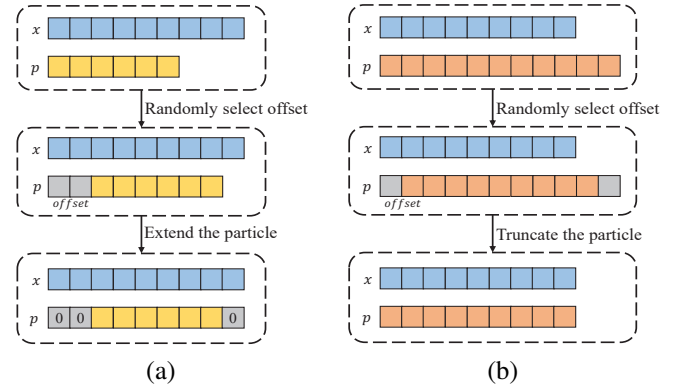 x
p
Randomly select offset
x
p
offset
Extend the particle
x
p 0 0 0
(a)
x
p
Randomly select offset
x
p
offset
Truncate the particle
x
p
(b)